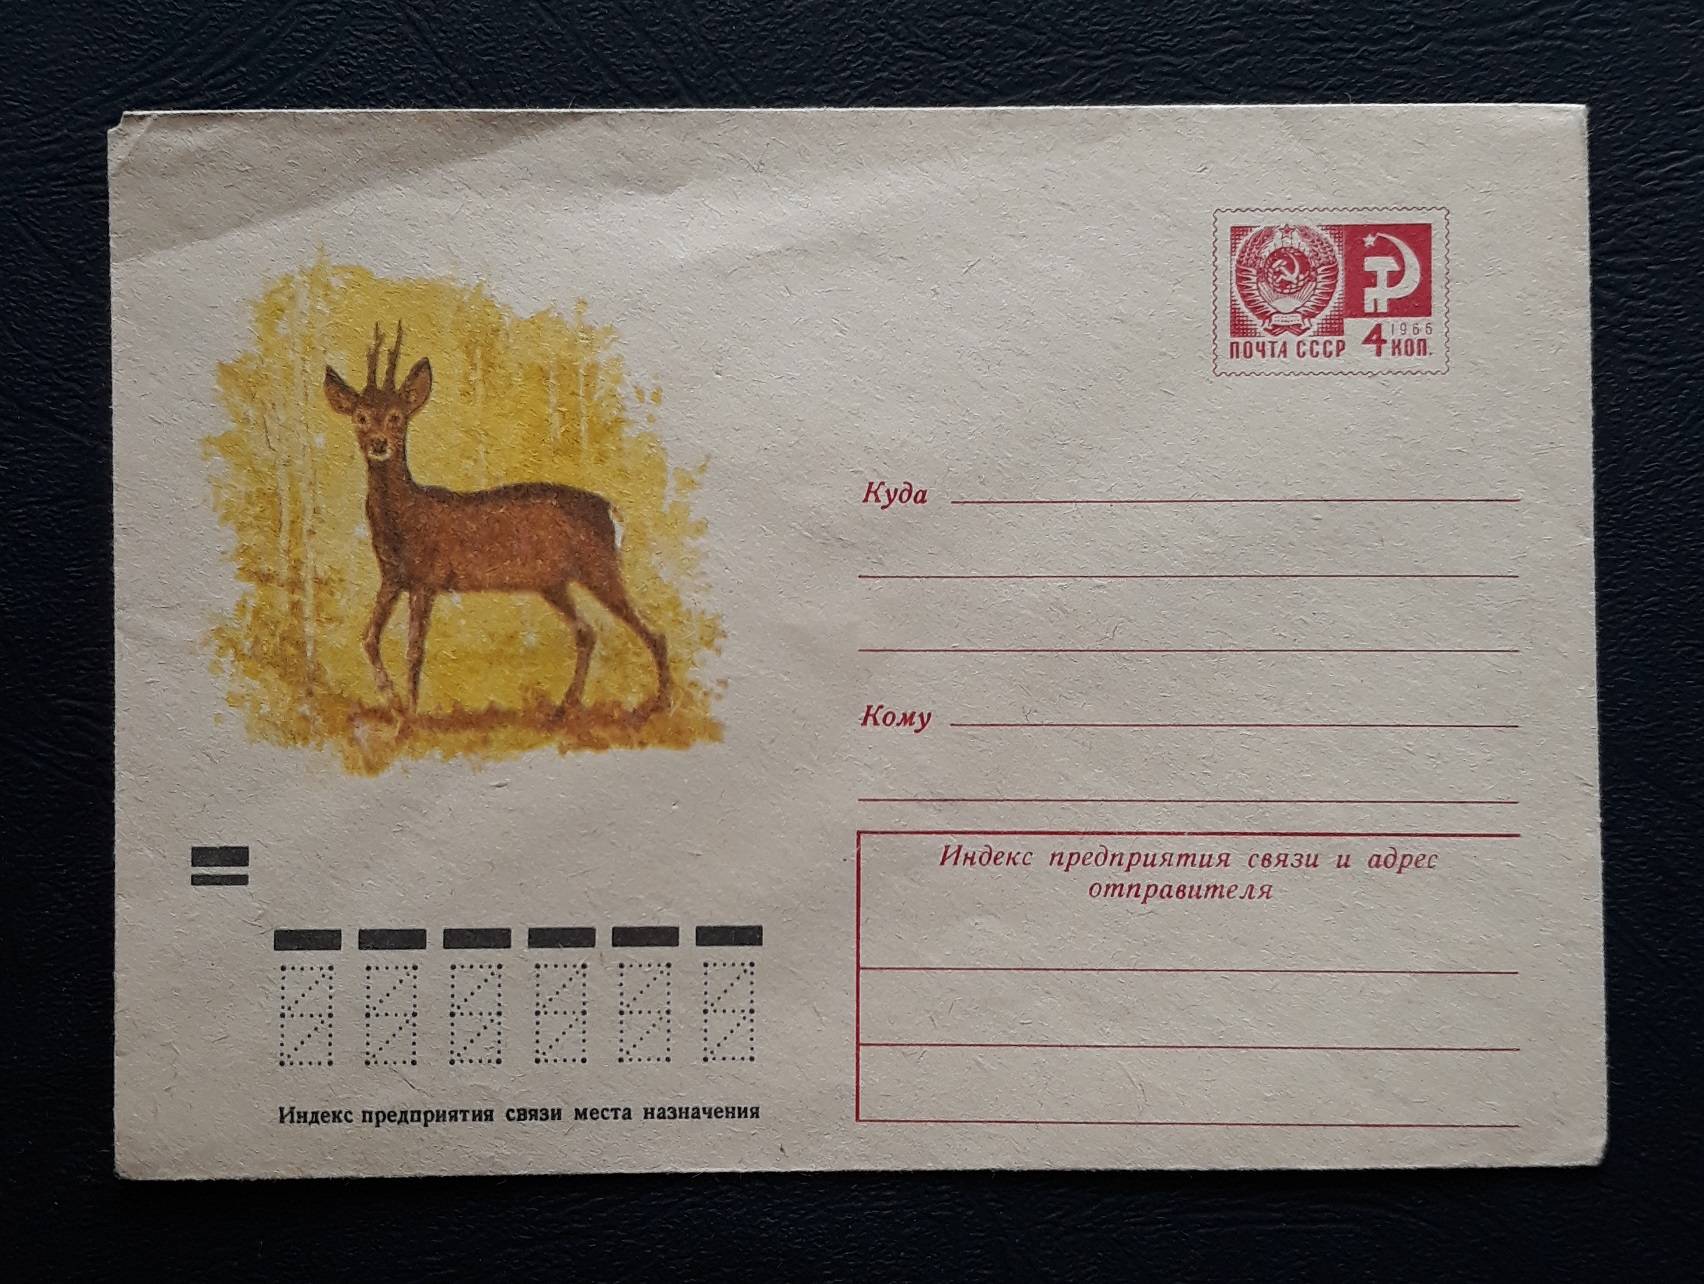 1966
ПОЧТА СССР 4 КОП.
Куда
Кому
Индекс предприятия связи и адрес
отправителя
Индекс предприятия связи места назначения